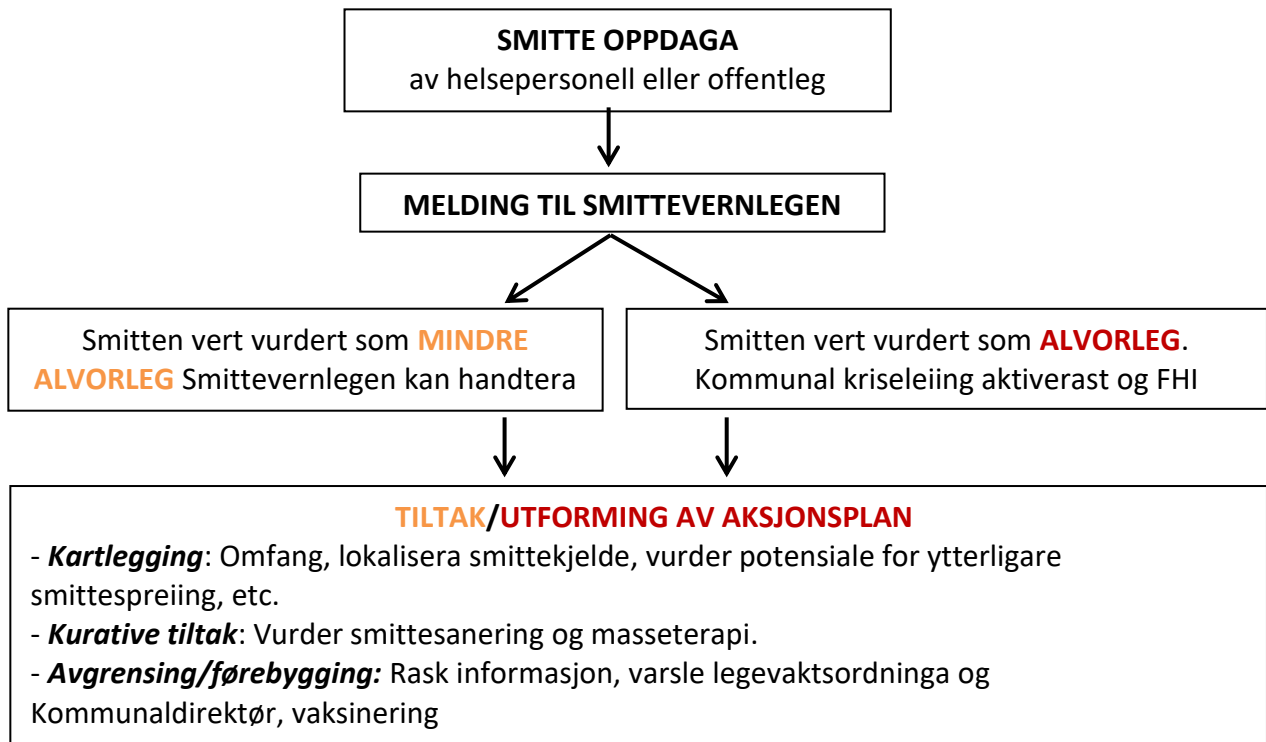 SMITTE OPPDAGA
av helsepersonell eller offentleg
MELDING TIL SMITTEVERNLEGEN
Smitten vert vurdert som MINDRE
ALVORLEG Smittevernlegen kan handtera
Smitten vert vurdert som ALVORLEG.
Kommunal kriseleiing aktiverast og FHI
TILTAK/UTFORMING AV AKSJONSPLAN
- Kartlegging: Omfang, lokalisera smittekjelde, vurder potensiale for ytterligare
smittespreiing, etc.
- Kurative tiltak: Vurder smittesanering og masseterapi.
- Avgrensing/førebygging: Rask informasjon, varsle legevaktsordninga og
Kommunaldirektør, vaksinering